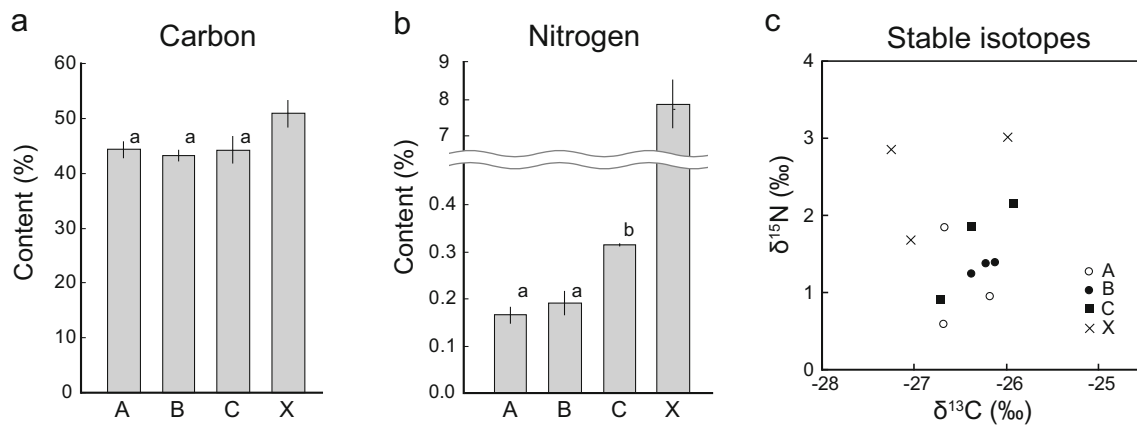 a
Carbon
Content (%)
60
50
40
30
20
10
0
a
a
a
A B C X
b
Nitrogen
Content (%)
9
8
7
0.4
0.3
0.2
0.1
0.0
a
a
b
A B C X
c
Stable isotopes
δ¹⁵N (‰)
4
3
2
1
0
A
B
C
X
-28 -27 -26 -25
δ¹³C (‰)